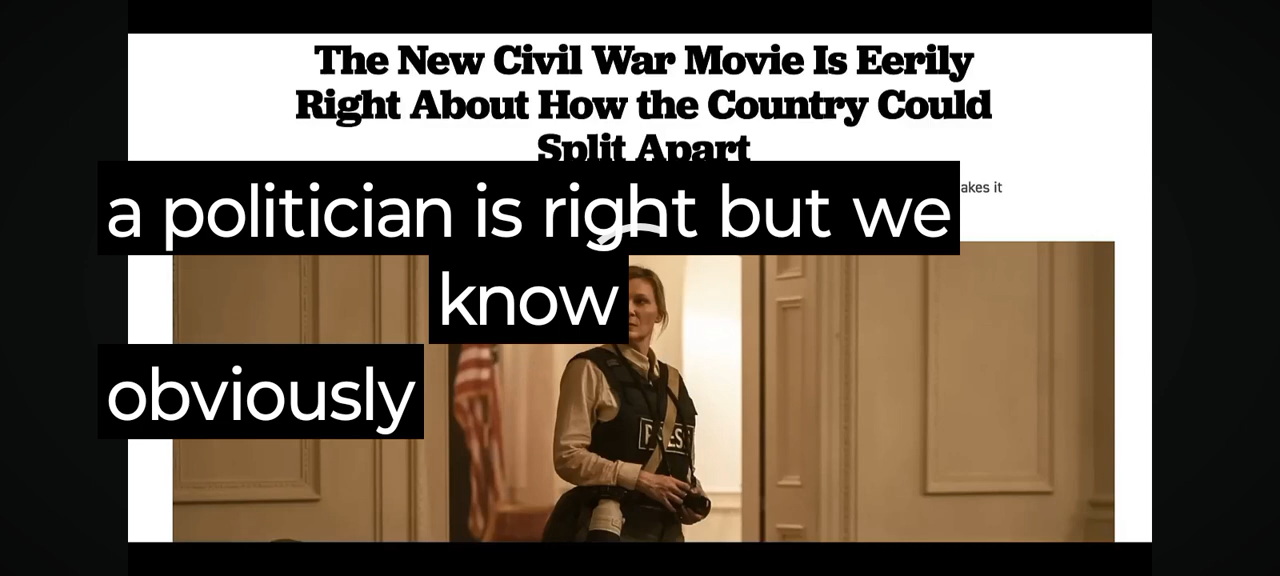 The New Civil War Movie Is Eerily
Right About How the Country Could
Split Apart
akes it
a politician is right but we
know
obviously
PRESS